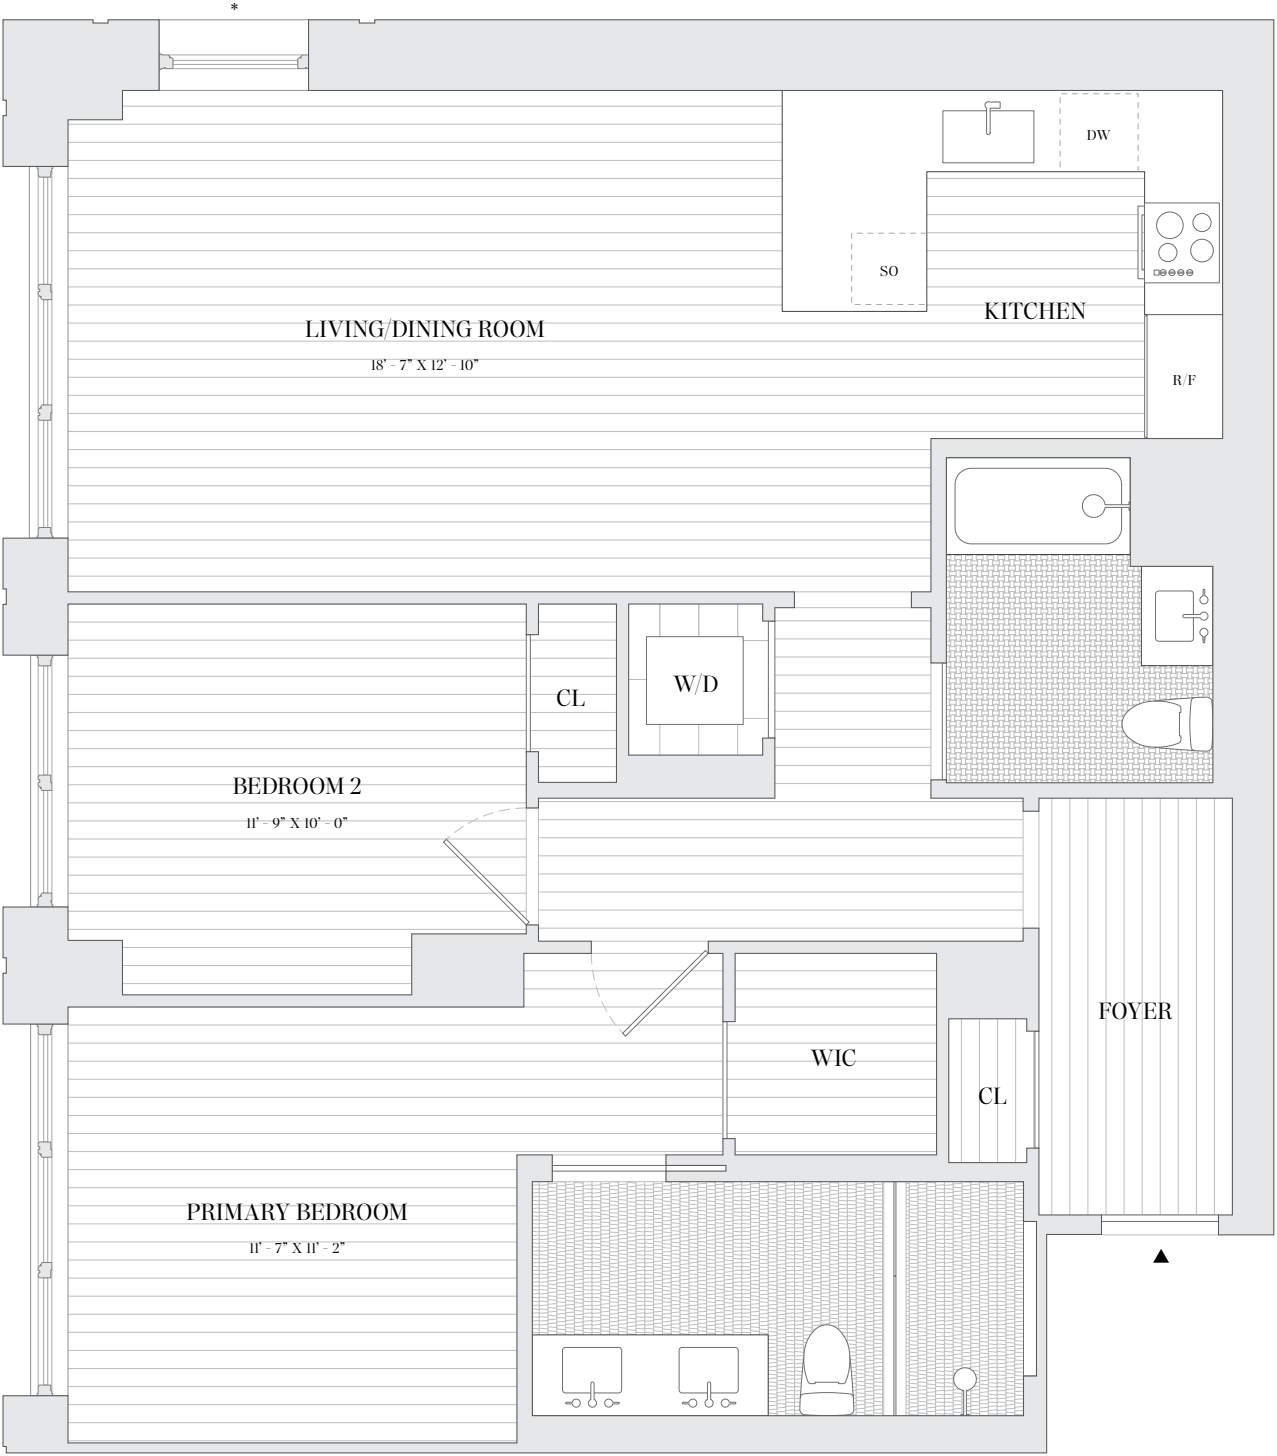 *
DW
SO
KITCHEN
LIVING/DINING ROOM
18' - 7" X 12' - 10"
R/F
W/D
CL
BEDROOM 2
11' - 9" X 10' - 0"
FOYER
WIC
CL
PRIMARY BEDROOM
11' - 7" X 11' - 2"